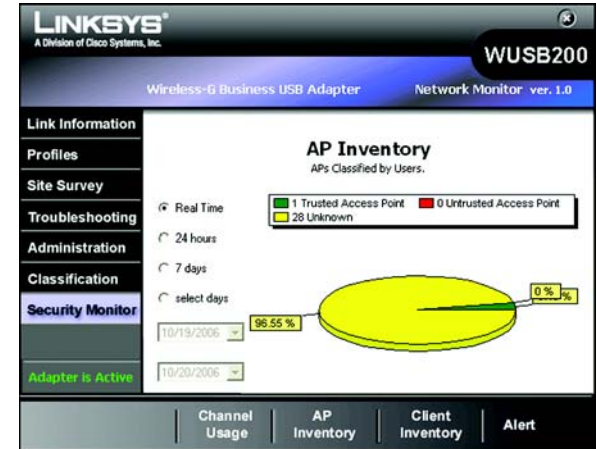 LINKSYS®
A Division of Cisco Systems, Inc.
WUSB200
Wireless-G Business USB Adapter
Network Monitor ver. 1.0
Link Information
Profiles
Site Survey
Troubleshooting
Administration
Classification
Security Monitor
Adapter is Active
AP Inventory
APs Classified by Users.
Real Time
24 hours
7 days
select days
10/19/2006
10/20/2006
1 Trusted Access Point
0 Untrusted Access Point
28 Unknown
96.55 %
0 %
%
Channel Usage
AP Inventory
Client Inventory
Alert